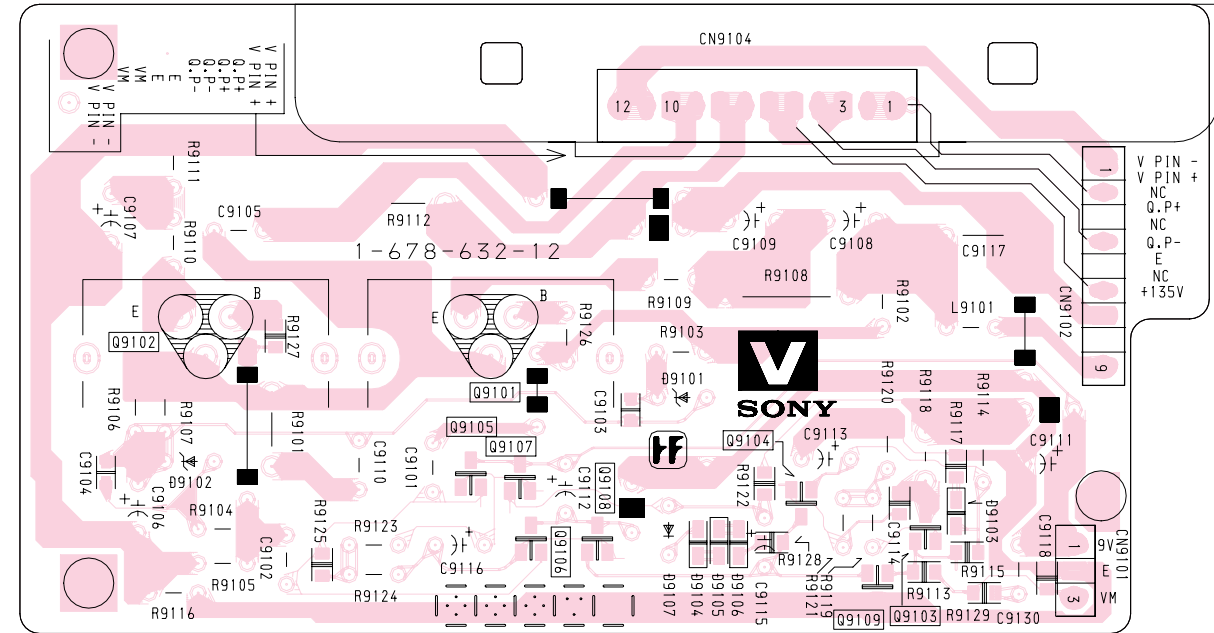 CN9104
V PIN +
V PIN +
Q.P+
Q.P+
Q.P-
Q.P-
E
E
VM
VM
V PIN -
V PIN -
12
10
3
1
1
V PIN -
V PIN +
NC
Q.P+
NC
Q.P-
E
NC
+135V
9
CN9102
R9111
C9107
R9110
C9105
R9112
1-678-632-12
C9109
C9108
C9117
R9108
R9109
R9102
L9101
E
B
Q9102
R9127
E
B
R9126
R9103
V
SONY
Q9101
C9103
D9101
R9106
R9107
R9101
Q9105
Q9107
R9120
R9118
R9114
R9117
C9111
Q9104
C9113
C9104
D9102
C9106
C9110
C9101
C9112
Q9108
R9122
R9104
R9125
R9123
D9103
C9118
CN9101
C9102
C9116
Q9106
R9128
C9114
1
9V
E
VM
3
R9105
R9124
D9107
D9104
D9105
D9106
C9115
R9121
R9119
R9113
R9115
R9116
Q9109
Q9103
R9129
C9130